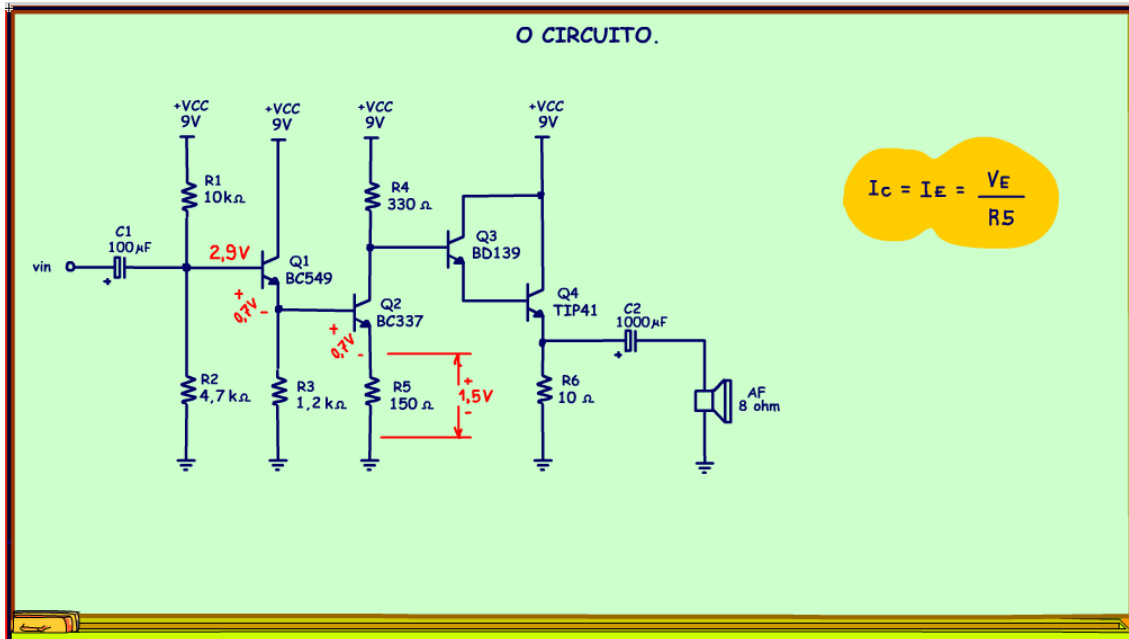 O CIRCUITO.
+VCC
9V
+VCC
9V
+VCC
9V
+VCC
9V
R1
10kΩ
R4
330 Ω
IC = IE = VE
R5
C1
100µF
vin
+
2,9V
Q1
BC549
Q3
BD139
+
0,7V
-
Q2
BC337
+
0,7V
-
Q4
TIP41
C2
1000µF
+
R2
4,7 kΩ
R3
1,2 kΩ
R5
150 Ω
+
1,5V
-
R6
10 Ω
AF
8 ohm